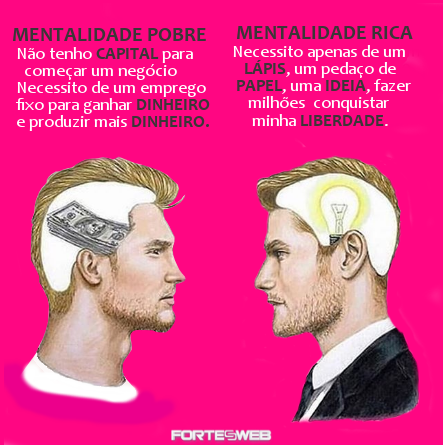 MENTALIDADE POBRE
Não tenho CAPITAL para
começar um negócio
Necessito de um emprego
fixo para ganhar DINHEIRO
e produzir mais DINHEIRO.
MENTALIDADE RICA
Necessito apenas de um
LÁPIS, um pedaço de
PAPEL, uma IDEIA, fazer
milhões conquistar
minha LIBERDADE.
FORTESWEB